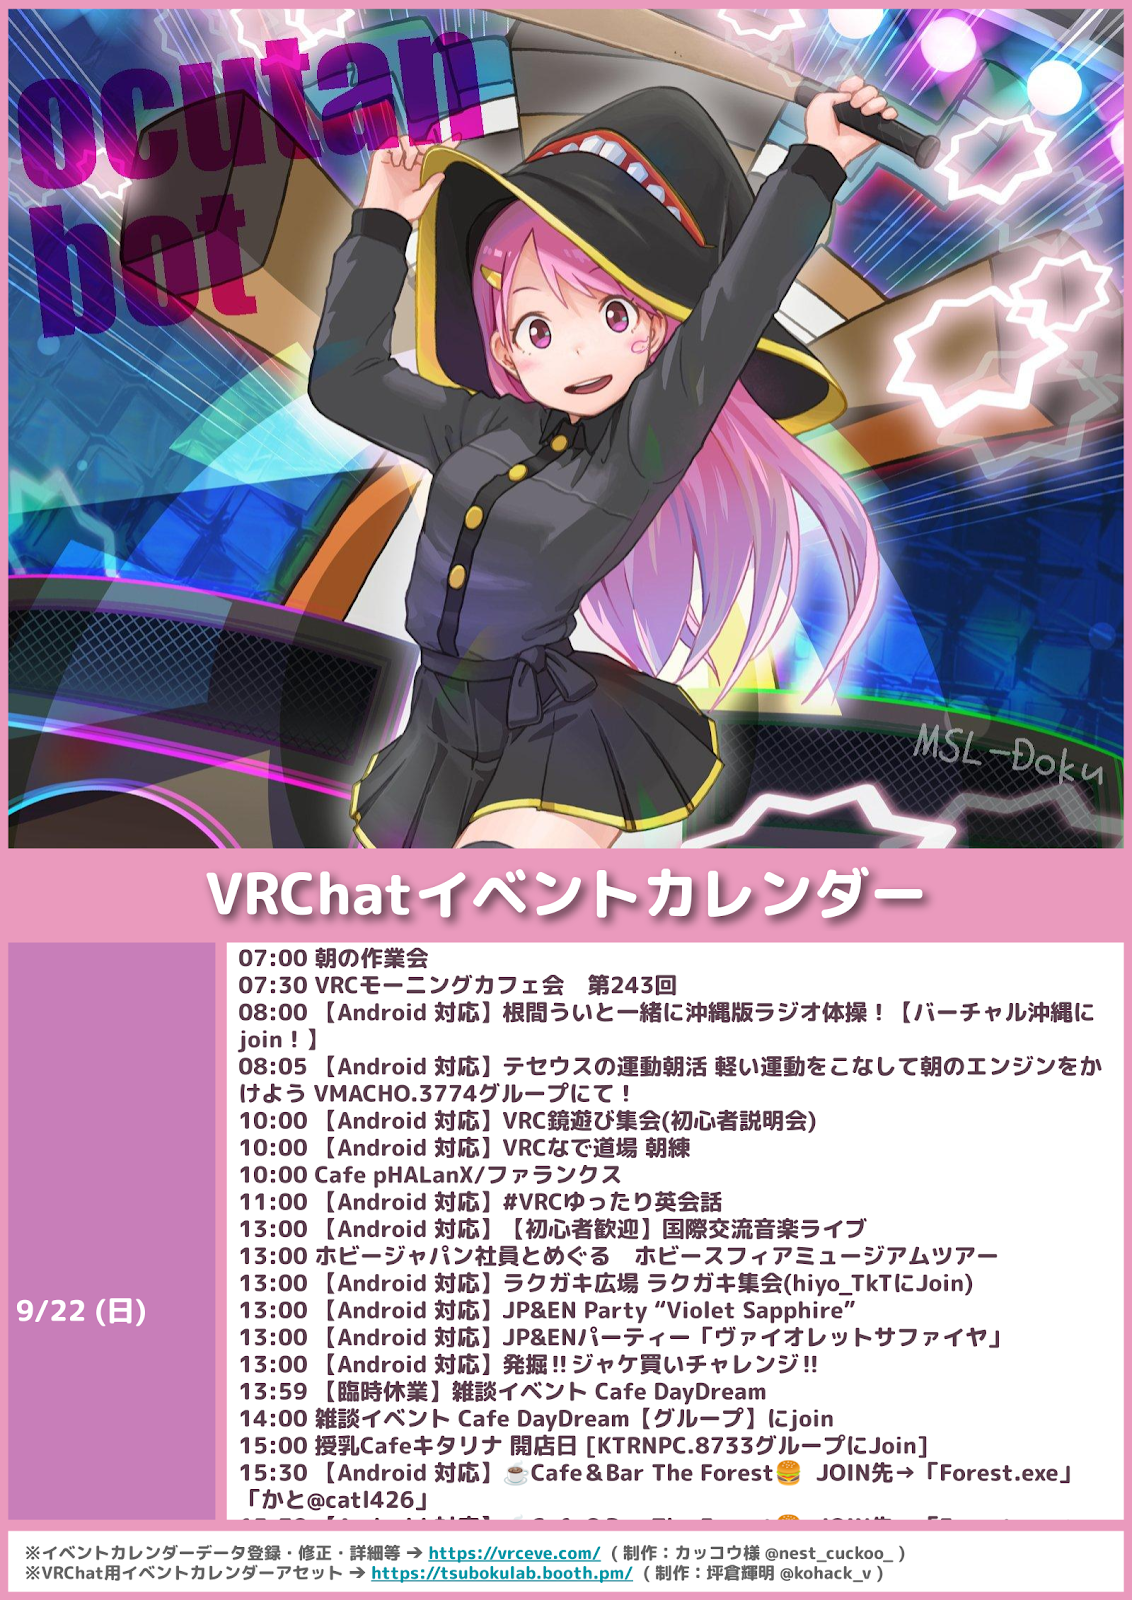 ocutan
bot
MSL-Doku
VRChatイベントカレンダー
9/22 (日)
07:00 朝の作業会
07:30 VRCモーニングカフェ会　第243回
08:00 【Android 対応】根間ういと一緒に沖縄版ラジオ体操！【バーチャル沖縄に
join！】
08:05 【Android 対応】テセウスの運動朝活 軽い運動をこなして朝のエンジンをか
けよう VMACHO.3774グループにて！
10:00 【Android 対応】VRC鏡遊び集会(初心者説明会)
10:00 【Android 対応】VRCなで道場 朝練
10:00 Cafe pHALanX/ファランクス
11:00 【Android 対応】#VRCゆったり英会話
13:00 【Android 対応】【初心者歓迎】国際交流音楽ライブ
13:00 ホビージャパン社員とめぐる　ホビースフィアミュージアムツアー
13:00 【Android 対応】ラクガキ広場 ラクガキ集会(hiyo_TkTにJoin)
13:00 【Android 対応】JP&EN Party “Violet Sapphire”
13:00 【Android 対応】JP&ENパーティー「ヴァイオレットサファイヤ」
13:00 【Android 対応】発掘‼ジャケ買いチャレンジ‼
13:59 【臨時休業】雑談イベント Cafe DayDream
14:00 雑談イベント Cafe DayDream【グループ】にjoin
15:00 授乳Cafeキタリナ 開店日 [KTRNPC.8733グループにJoin]
15:30 【Android 対応】☕Cafe＆Bar The Forest🍔 JOIN先→「Forest.exe」
「かと@catl426」
※イベントカレンダーデータ登録・修正・詳細等 ➔ https://vrceve.com/ ( 制作：カッコウ様 @nest_cuckoo_ )
※VRChat用イベントカレンダーアセット ➔ https://tsubokulab.booth.pm/ ( 制作：坪倉輝明 @kohack_v )